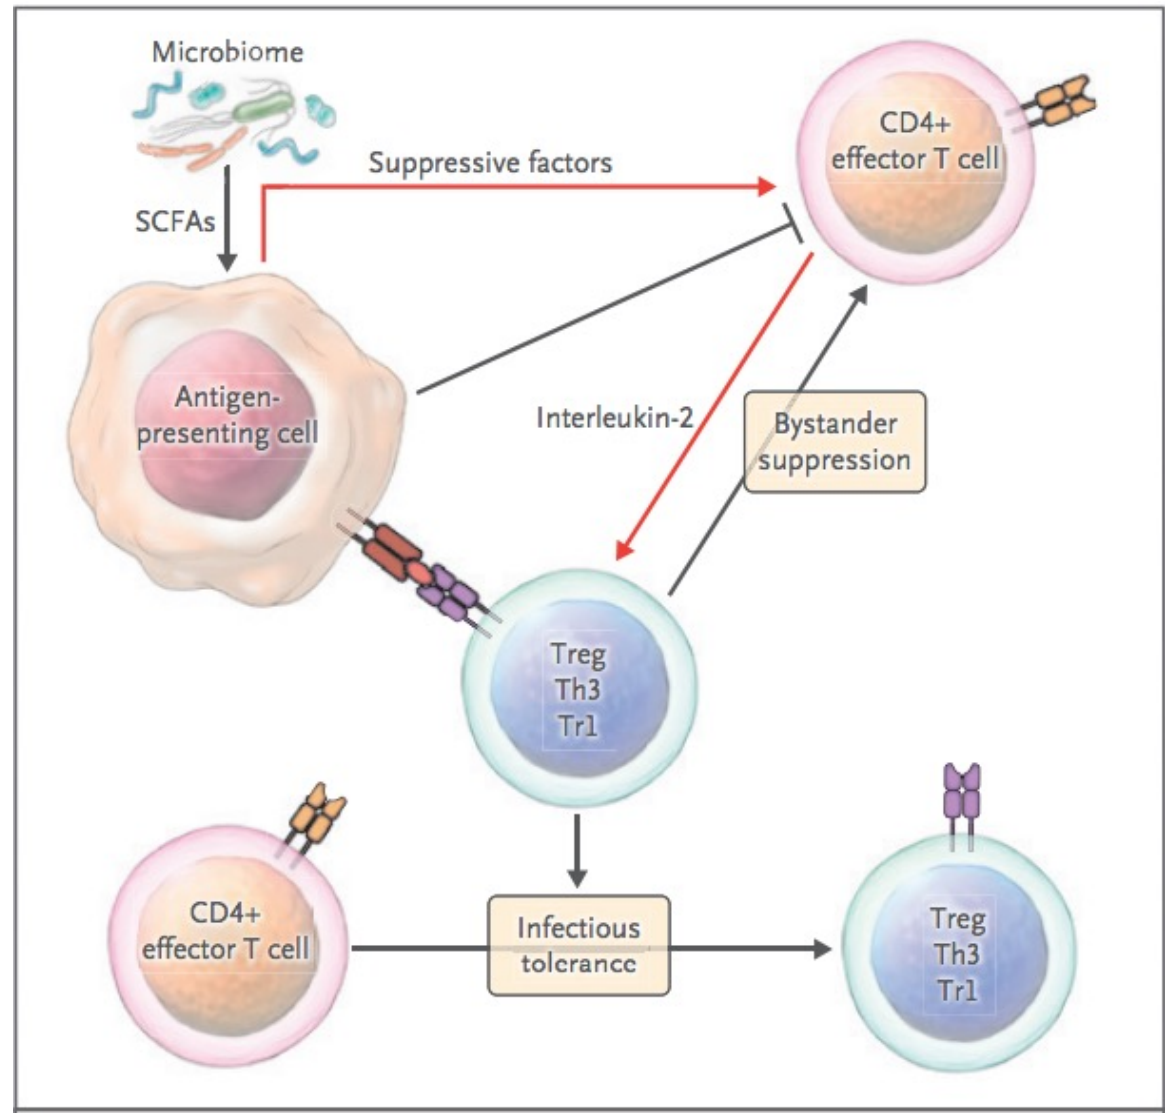 Microbiome
Suppressive factors
SCFAs
CD4+
effector T cell
Antigen-
presenting cell
Interleukin-2
Bystander
suppression
Treg
Th3
Tr1
CD4+
effector T cell
Infectious
tolerance
Treg
Th3
Tr1